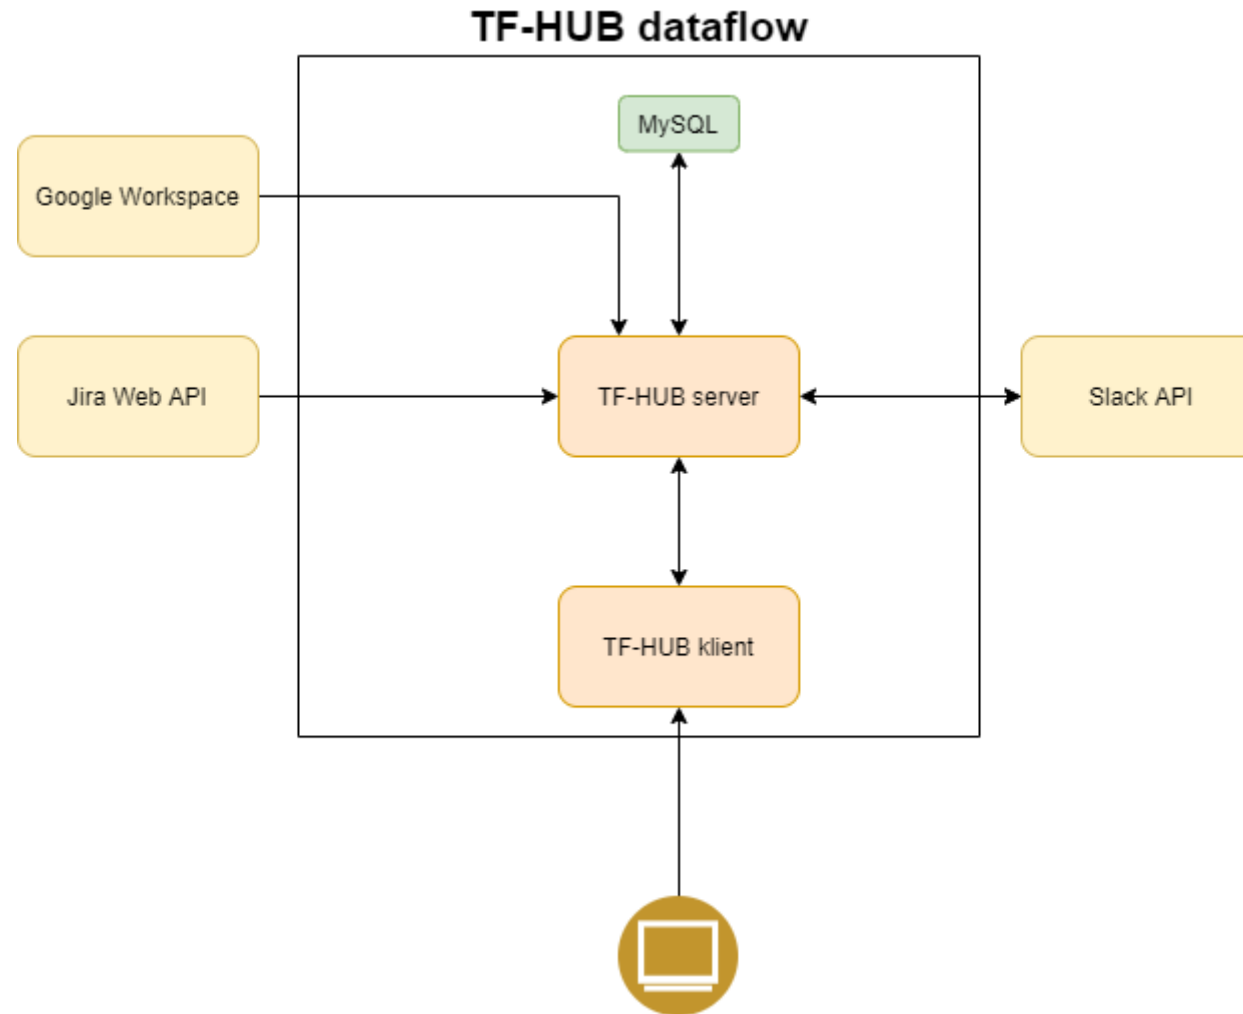 TF-HUB dataflow
MySQL
Google Workspace
Jira Web API
TF-HUB server
Slack API
TF-HUB klient